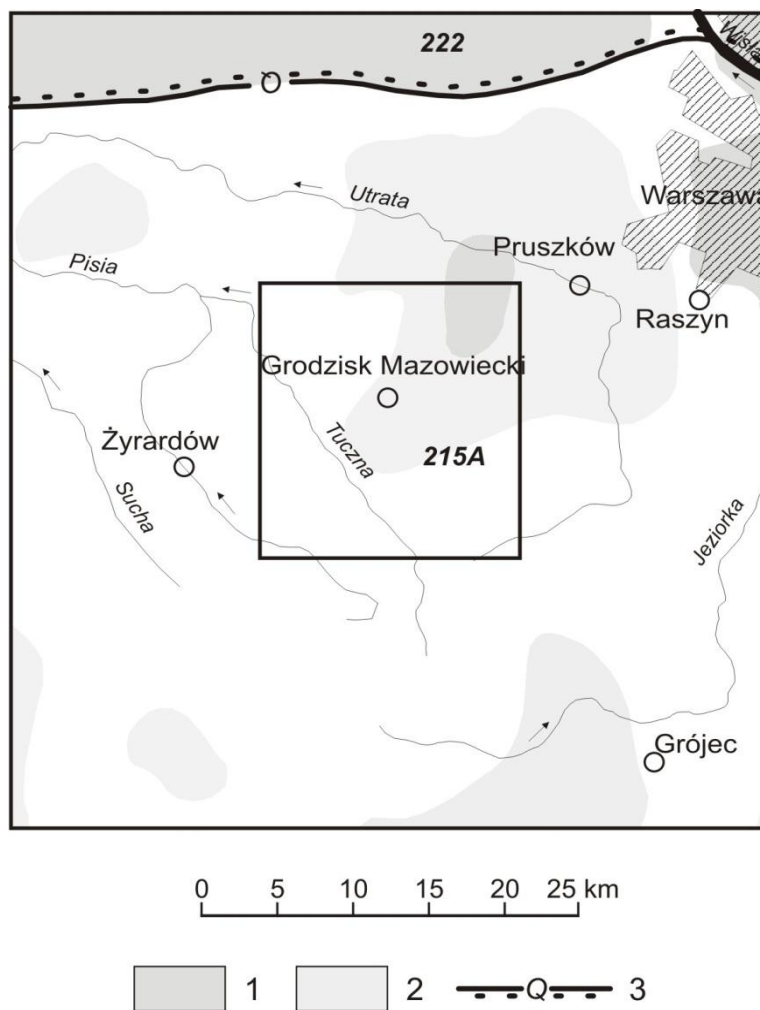 222
Wisła
Q
Utrata
Warszawa
Pruszków
Pisia
Raszyn
Grodzisk Mazowiecki
Żyrardów
Tuczna
215A
Sucha
Jeziorka
Grójec
0 5 10 15 20 25 km
1 2 Q 3